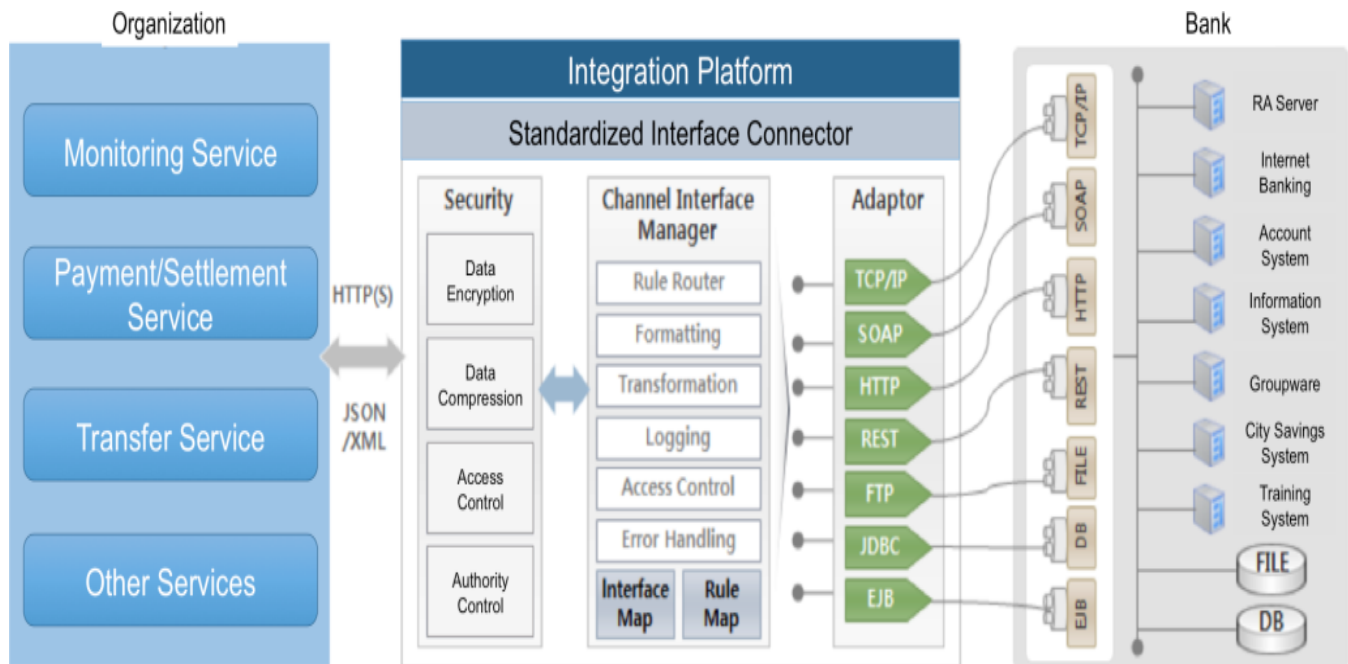 Organization
Monitoring Service
Payment/Settlement
Service
Transfer Service
Other Services
HTTP(S)
JSON
/XML
Integration Platform
Standardized Interface Connector
Security
Data
Encryption
Data
Compression
Access
Control
Authority
Control
Channel Interface
Manager
Rule Router
Formatting
Transformation
Logging
Access Control
Error Handling
Interface
Map
Rule
Map
Adaptor
TCP/IP
SOAP
HTTP
REST
FTP
JDBC
EJB
Bank
TCP/IP
SOAP
HTTP
REST
FILE
DB
EJB
RA Server
Internet
Banking
Account
System
Information
System
Groupware
City Savings
System
Training
System
FILE
DB